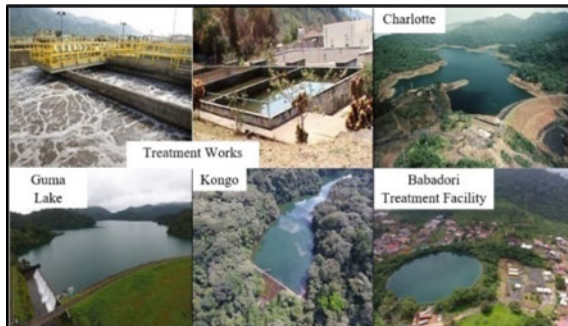 Charlotte
Treatment Works
Guma
Lake
Kongo
Babadori
Treatment Facility